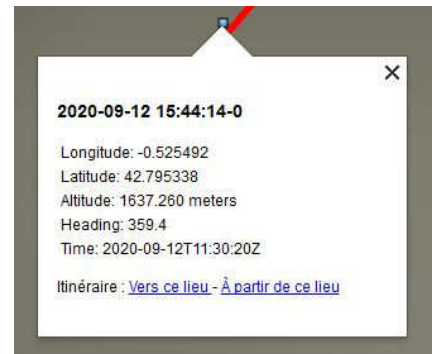 2020-09-12 15:44:14-0
Longitude: -0.525492
Latitude: 42.795338
Altitude: 1637.260 meters
Heading: 359.4
Time: 2020-09-12T11:30:20Z
Itinéraire : Vers ce lieu - À partir de ce lieu